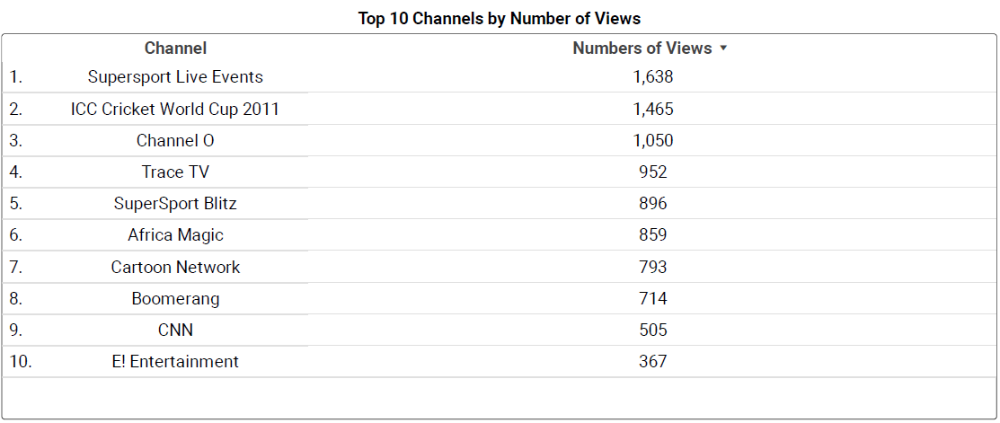 Top 10 Channels by Number of Views
Channel Numbers of Views ▼
1. Supersport Live Events 1,638
2. ICC Cricket World Cup 2011 1,465
3. Channel O 1,050
4. Trace TV 952
5. SuperSport Blitz 896
6. Africa Magic 859
7. Cartoon Network 793
8. Boomerang 714
9. CNN 505
10. E! Entertainment 367